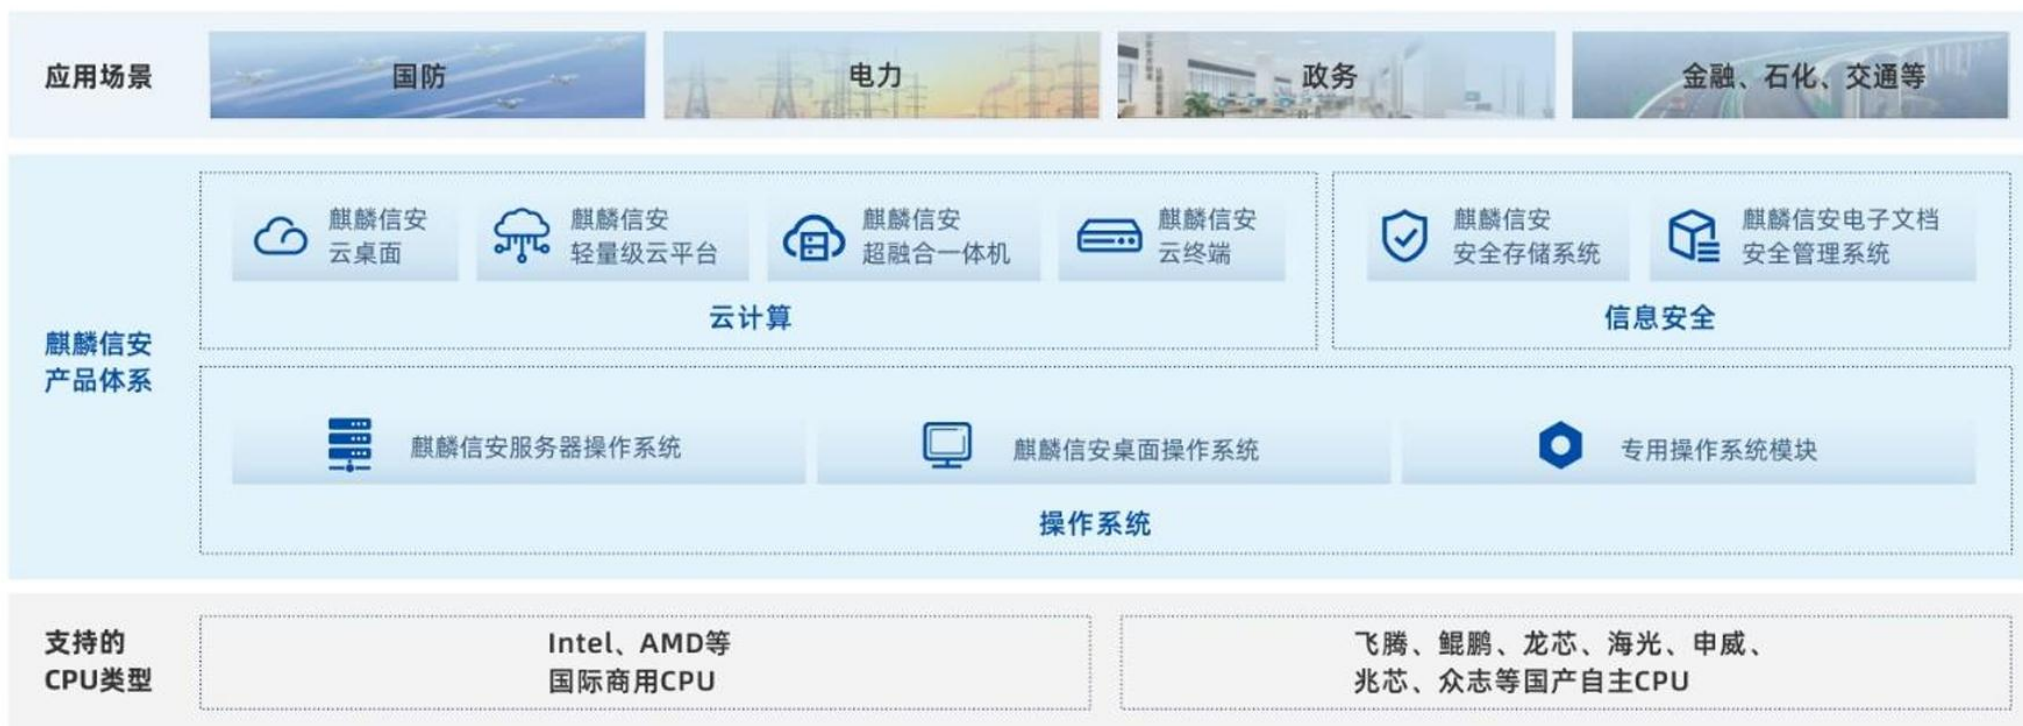 应用场景
国防
电力
政务
金融、石化、交通等
麒麟信安
产品体系
麒麟信安
云桌面
麒麟信安
轻量级云平台
麒麟信安
超融合一体机
麒麟信安
云终端
云计算
麒麟信安
安全存储系统
麒麟信安电子文档
安全管理系统
信息安全
麒麟信安服务器操作系统
麒麟信安桌面操作系统
专用操作系统模块
操作系统
支持的
CPU类型
Intel、AMD等
国际商用CPU
飞腾、鲲鹏、龙芯、海光、申威、
兆芯、众志等国产自主CPU